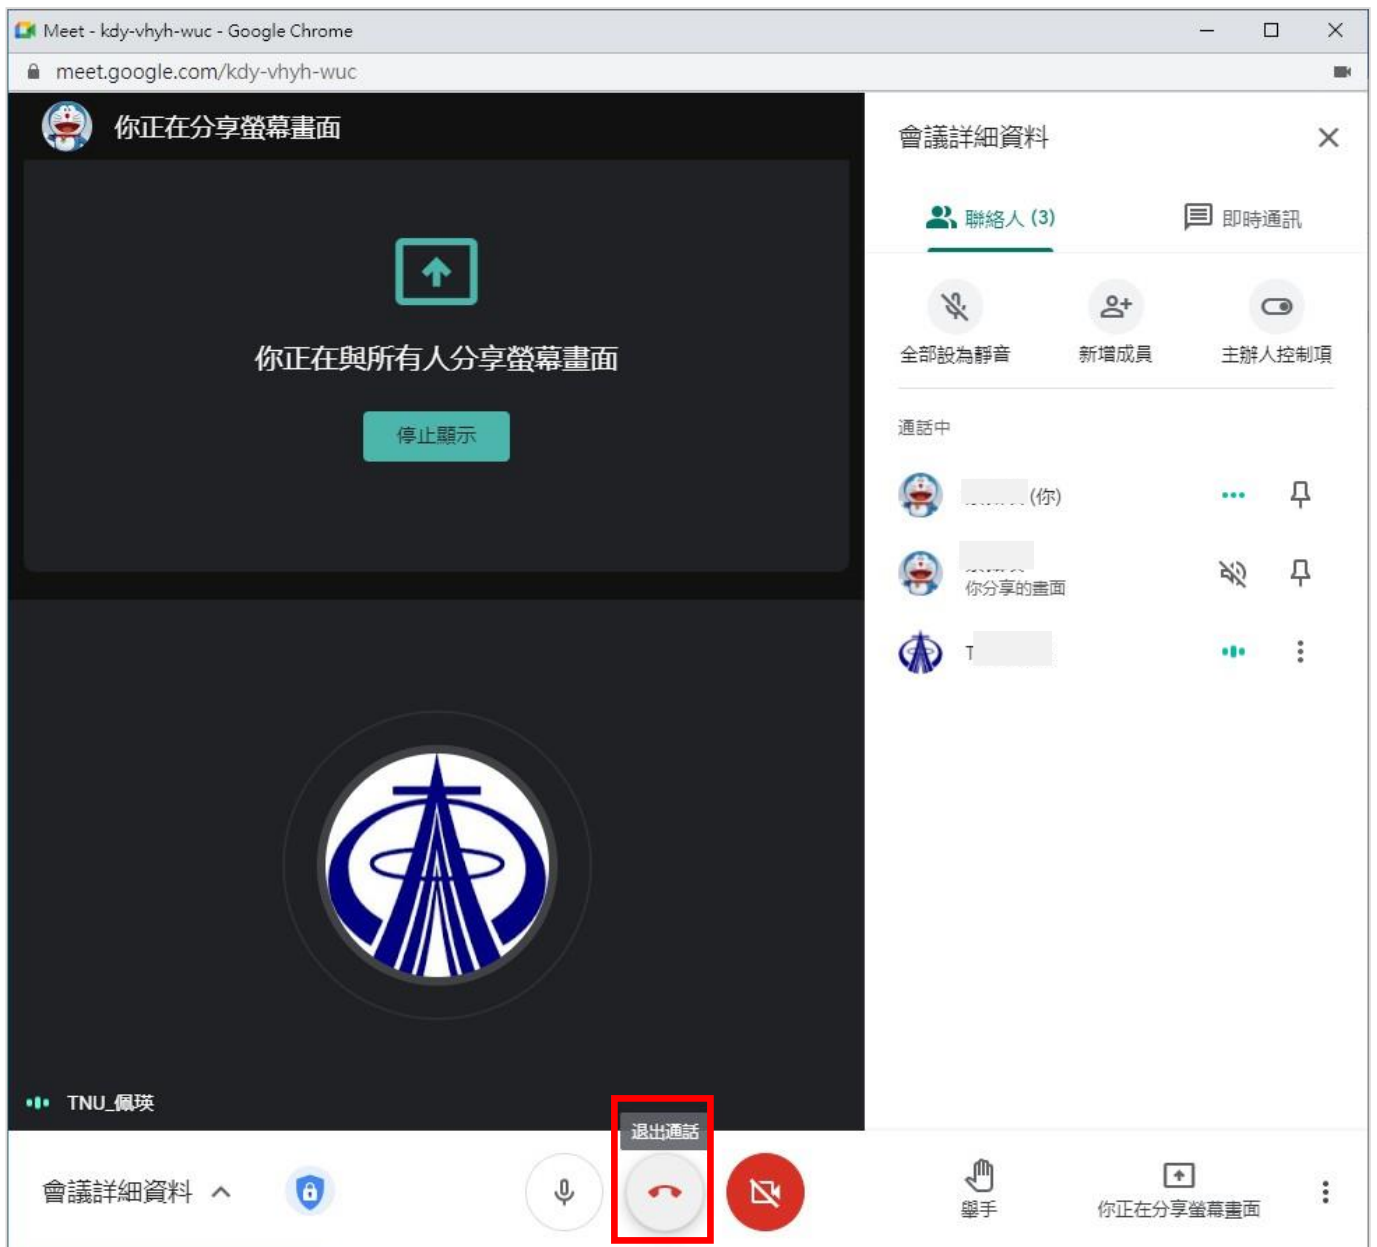 Meet - kdy-vhyh-wuc - Google Chrome
meet.google.com/kdy-vhyh-wuc
你正在分享螢幕畫面
你正在與所有人分享螢幕畫面
停止顯示
TNU_佩瑛
會議詳細資料
聯絡人 (3)
即時通訊
全部設為靜音
新增成員
主辦人控制項
通話中
(你)
你分享的畫面
T
退出通話
會議詳細資料
舉手
你正在分享螢幕畫面